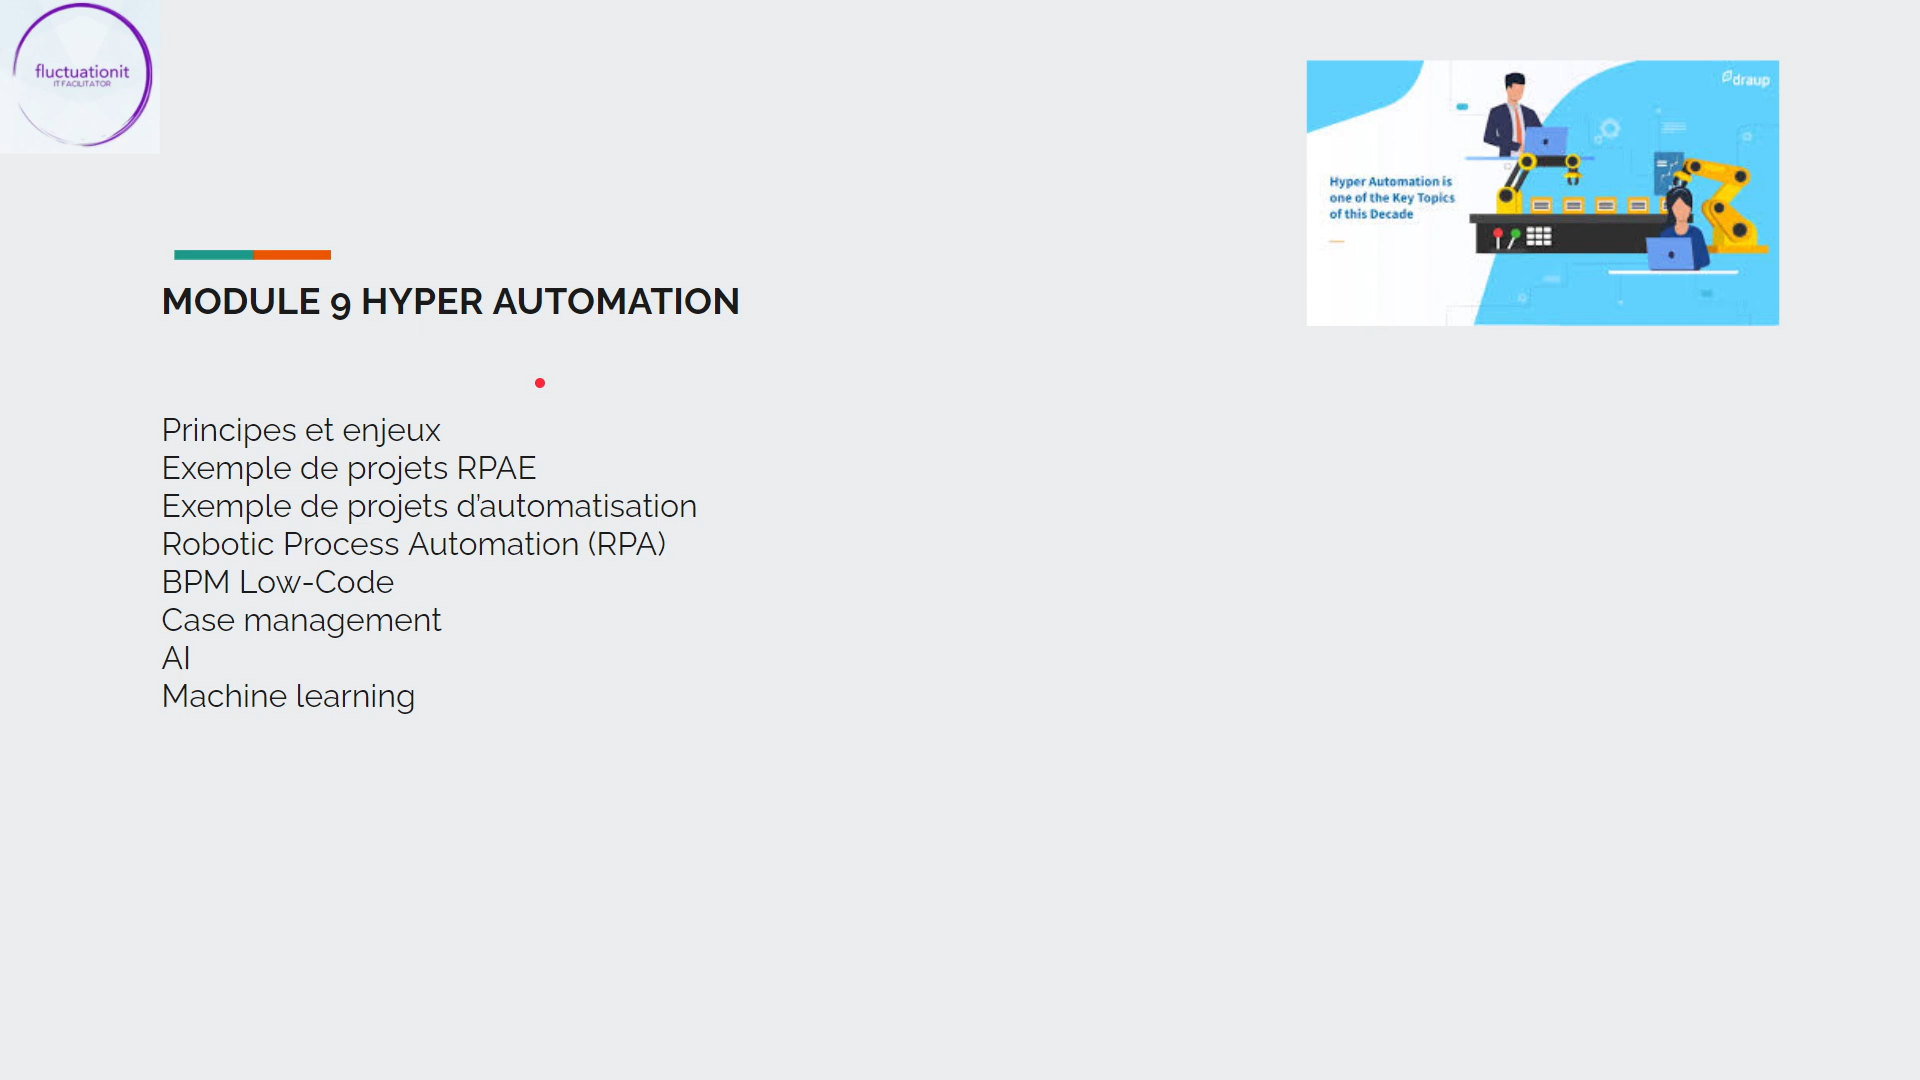 fluctuationit
IT FACILITATOR
draup
Hyper Automation is
one of the Key Topics
of this Decade
MODULE 9 HYPER AUTOMATION
Principes et enjeux
Exemple de projets RPAE
Exemple de projets d’automatisation
Robotic Process Automation (RPA)
BPM Low-Code
Case management
AI
Machine learning